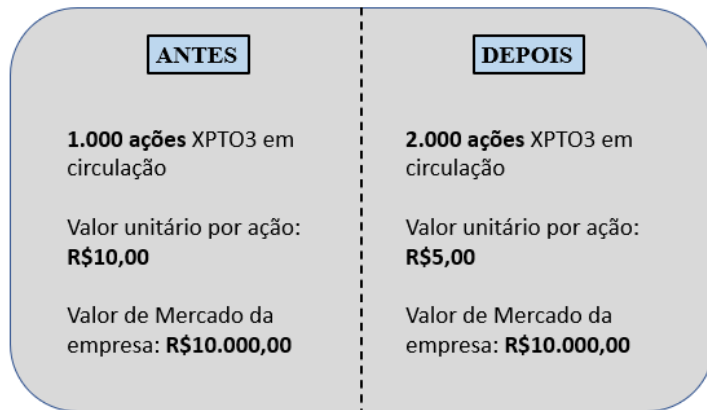 ANTES
1.000 ações XPTO3 em
circulação
Valor unitário por ação:
R$10,00
Valor de Mercado da
empresa: R$10.000,00
DEPOIS
2.000 ações XPTO3 em
circulação
Valor unitário por ação:
R$5,00
Valor de Mercado da
empresa: R$10.000,00